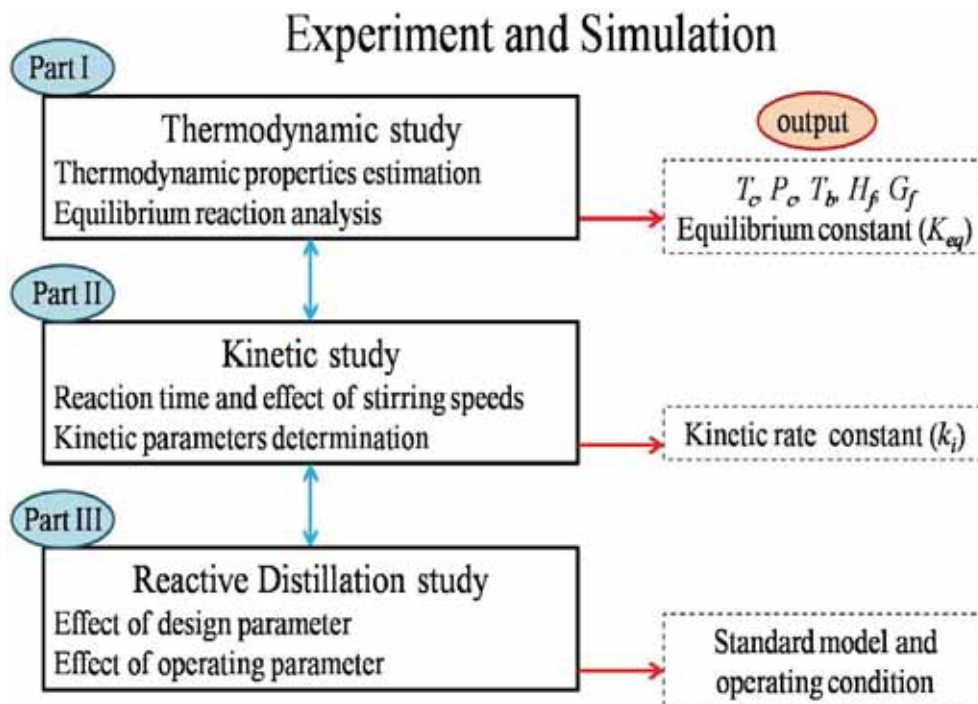 Experiment and Simulation
Part I
Thermodynamic study
Thermodynamic properties estimation
Equilibrium reaction analysis
output
Tc, Pc, Tb, Hf, Gf
Equilibrium constant (Keq)
Part II
Kinetic study
Reaction time and effect of stirring speeds
Kinetic parameters determination
Kinetic rate constant (ki)
Part III
Reactive Distillation study
Effect of design parameter
Effect of operating parameter
Standard model and
operating condition